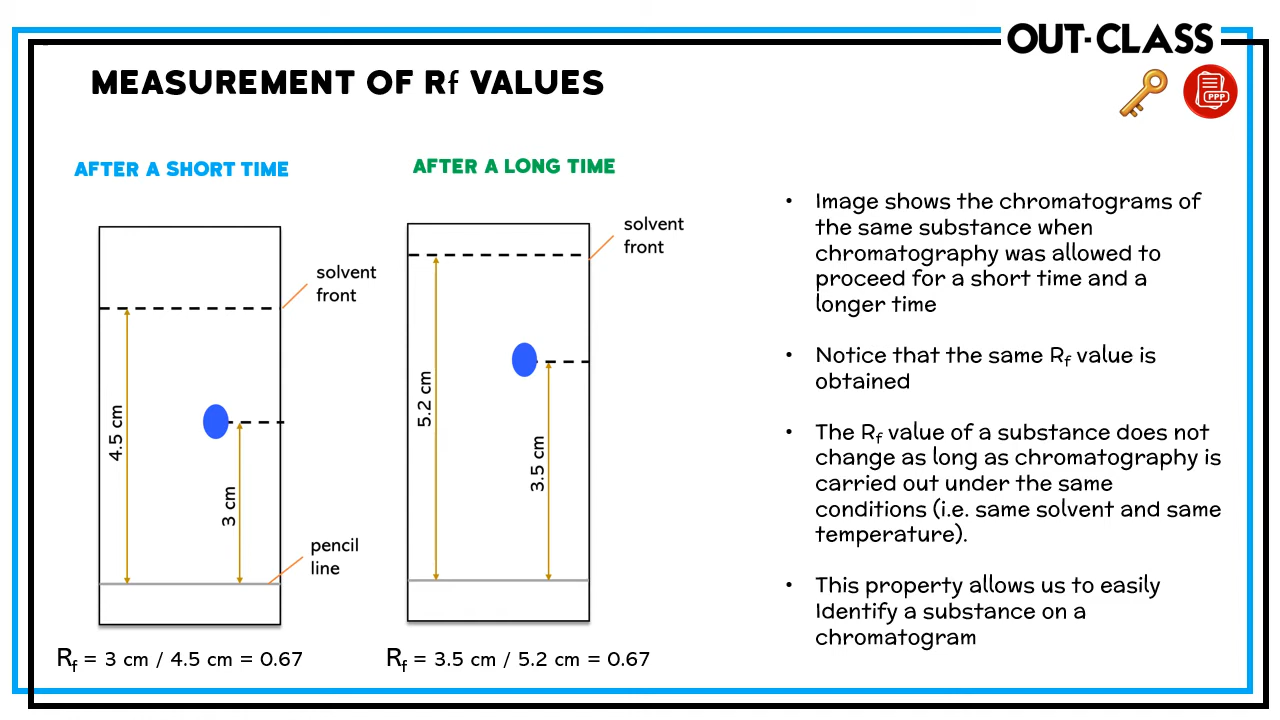 OUT-CLASS
MEASUREMENT OF Rf VALUES
PPP
AFTER A SHORT TIME
solvent
front
4.5 cm
3 cm
pencil
line
Rf = 3 cm / 4.5 cm = 0.67
AFTER A LONG TIME
solvent
front
5.2 cm
3.5 cm
Rf = 3.5 cm / 5.2 cm = 0.67
• Image shows the chromatograms of
the same substance when
chromatography was allowed to
proceed for a short time and a
longer time
• Notice that the same Rf value is
obtained
• The Rf value of a substance does not
change as long as chromatography is
carried out under the same
conditions (i.e. same solvent and same
temperature).
• This property allows us to easily
Identify a substance on a
chromatogram